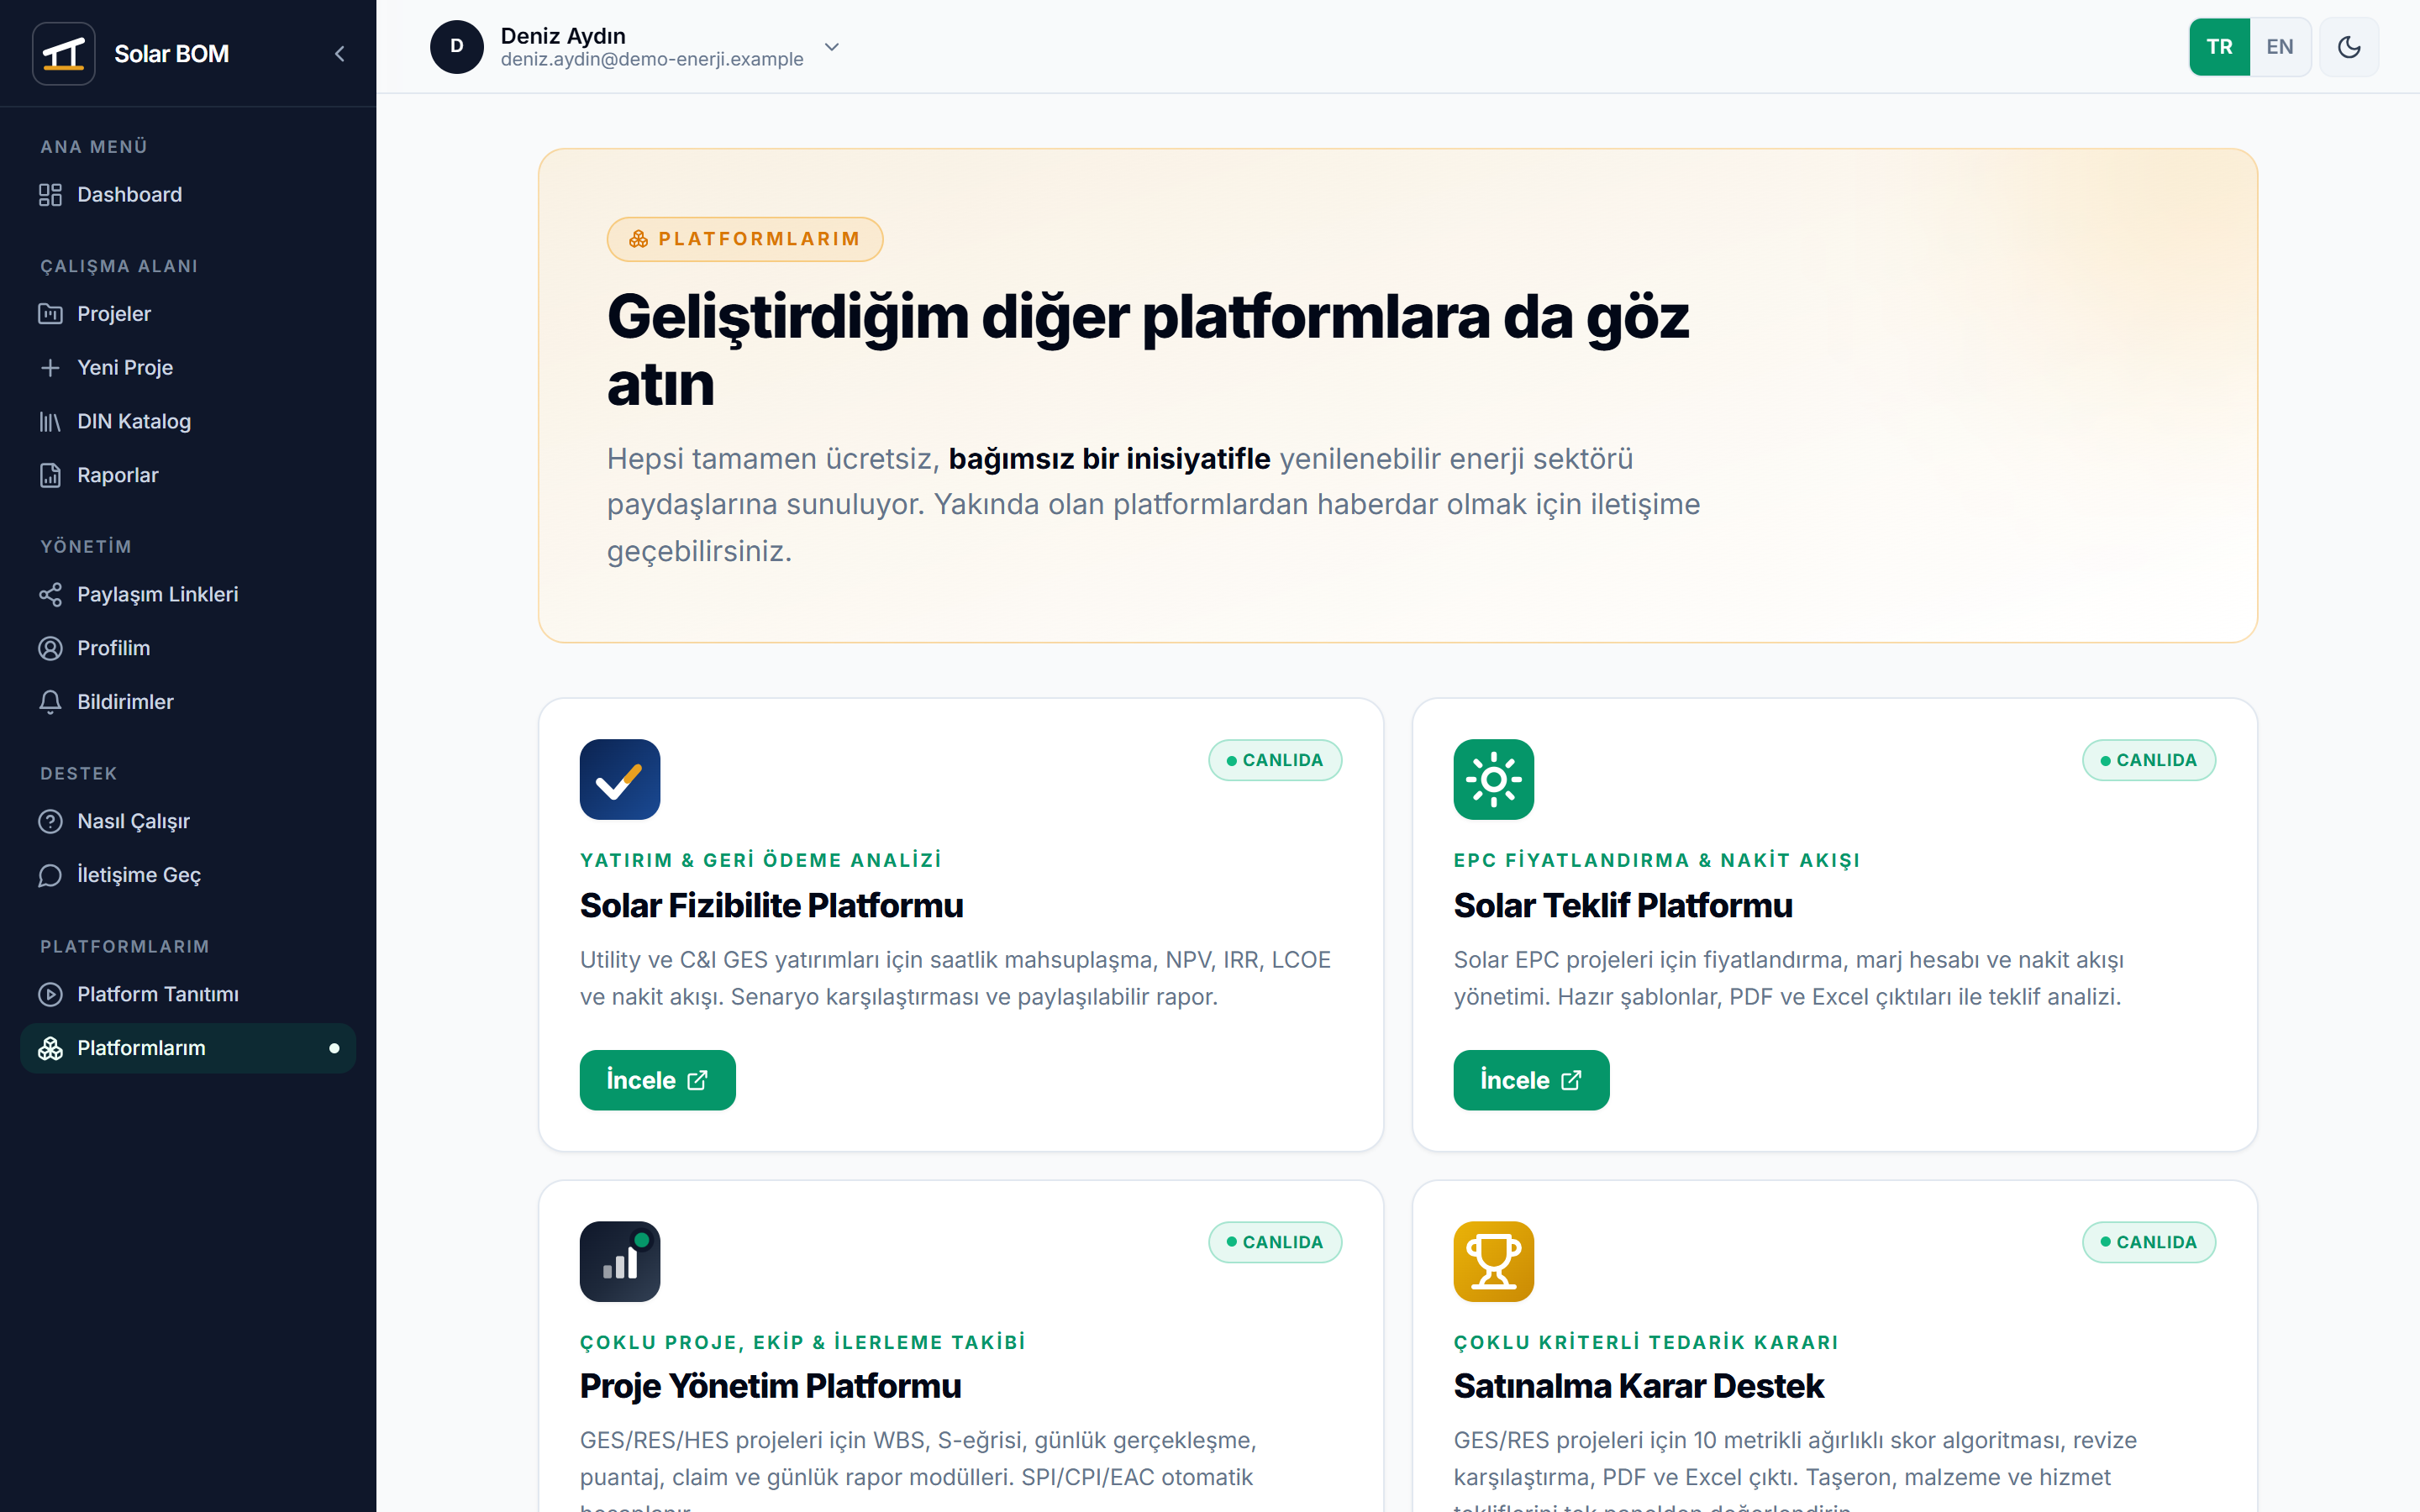 Solar BOM
ANA MENÜ
Dashboard
ÇALIŞMA ALANI
Projeler
Yeni Proje
DIN Katalog
Raporlar
YÖNETİM
Paylaşım Linkleri
Profilim
Bildirimler
DESTEK
Nasıl Çalışır
İletişime Geç
PLATFORMLARIM
Platform Tanıtımı
Platformlarım
D
Deniz Aydın
deniz.aydin@demo-enerji.example
TR
EN
PLATFORMLARIM
Geliştirdiğim diğer platformlara da göz
atın
Hepsi tamamen ücretsiz, bağımsız bir inisiyatifle yenilenebilir enerji sektörü
paydaşlarına sunuluyor. Yakında olan platformlardan haberdar olmak için iletişime
geçebilirsiniz.
CANLIDA
YATIRIM & GERİ ÖDEME ANALİZİ
Solar Fizibilite Platformu
Utility ve C&I GES yatırımları için saatlik mahsuplaşma, NPV, IRR, LCOE
ve nakit akışı. Senaryo karşılaştırması ve paylaşılabilir rapor.
İncele
CANLIDA
EPC FİYATLANDIRMA & NAKİT AKIŞI
Solar Teklif Platformu
Solar EPC projeleri için fiyatlandırma, marj hesabı ve nakit akışı
yönetimi. Hazır şablonlar, PDF ve Excel çıktıları ile teklif analizi.
İncele
CANLIDA
ÇOKLU PROJE, EKİP & İLERLEME TAKİBİ
Proje Yönetim Platformu
GES/RES/HES projeleri için WBS, S-eğrisi, günlük gerçekleşme,
puantaj, claim ve günlük rapor modülleri. SPI/CPI/EAC otomatik
CANLIDA
ÇOKLU KRİTERLİ TEDARİK KARARI
Satınalma Karar Destek
GES/RES projeleri için 10 metrikli ağırlıklı skor algoritması, revize
karşılaştırma, PDF ve Excel çıktı. Taşeron, malzeme ve hizmet